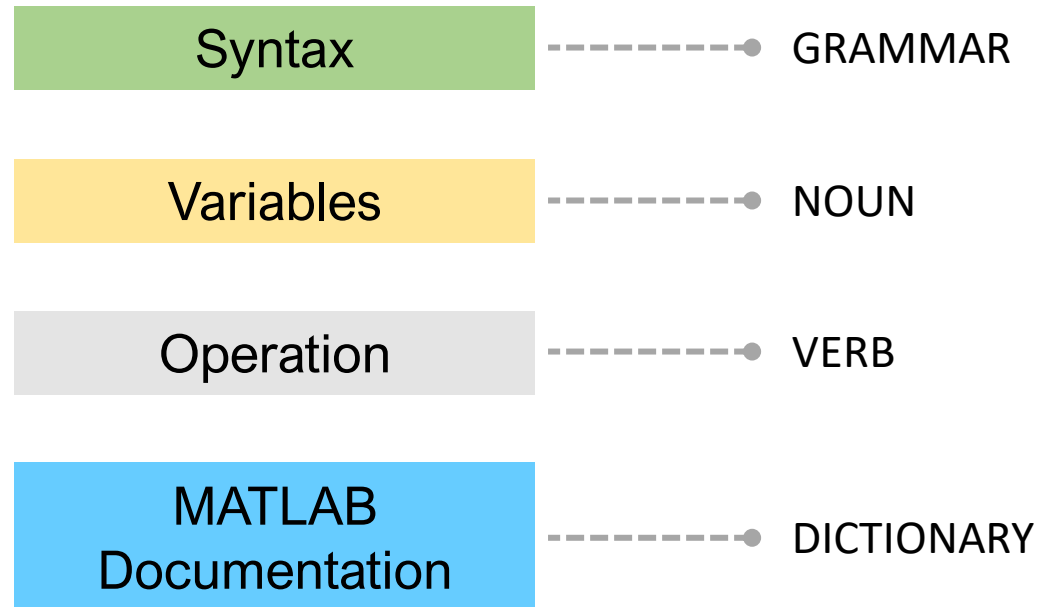 Syntax
GRAMMAR
Variables
NOUN
Operation
VERB
MATLAB
Documentation
DICTIONARY